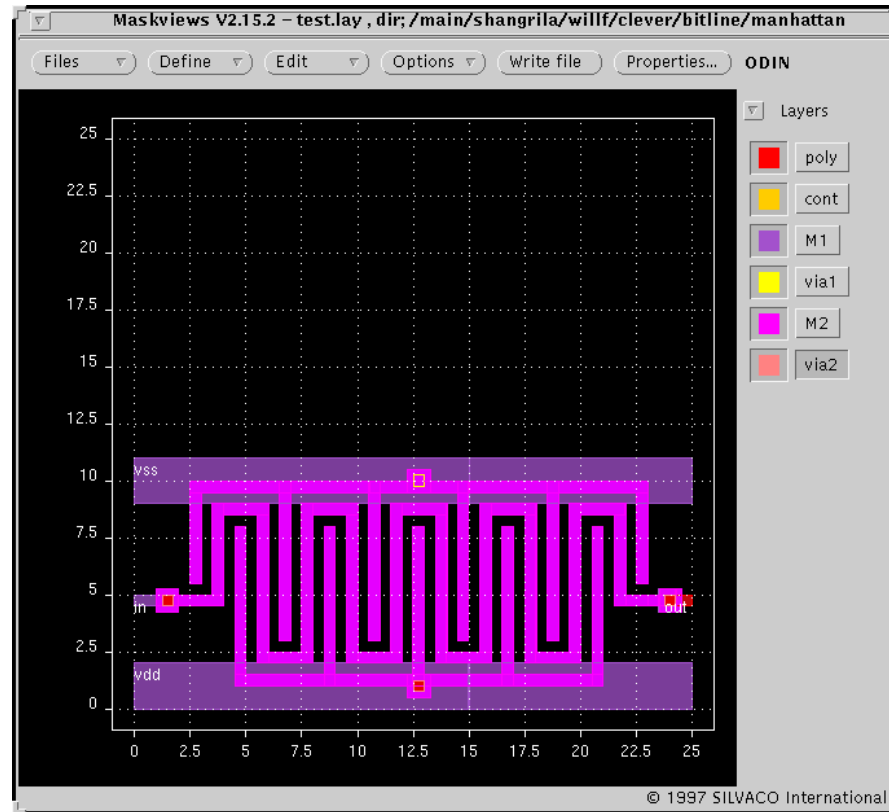 Maskviews V2.15.2 – test.lay , dir;/main/shangrila/willf/clever/bitline/manhattan
Files Define Edit Options Write file Properties... ODIN
Layers
poly
cont
M1
via1
M2
via2
25
22.5
20
17.5
15
12.5
10
7.5
5
2.5
0
vss
in
out
vdd
0 2.5 5 7.5 10 12.5 15 17.5 20 22.5 25
© 1997 SILVACO International